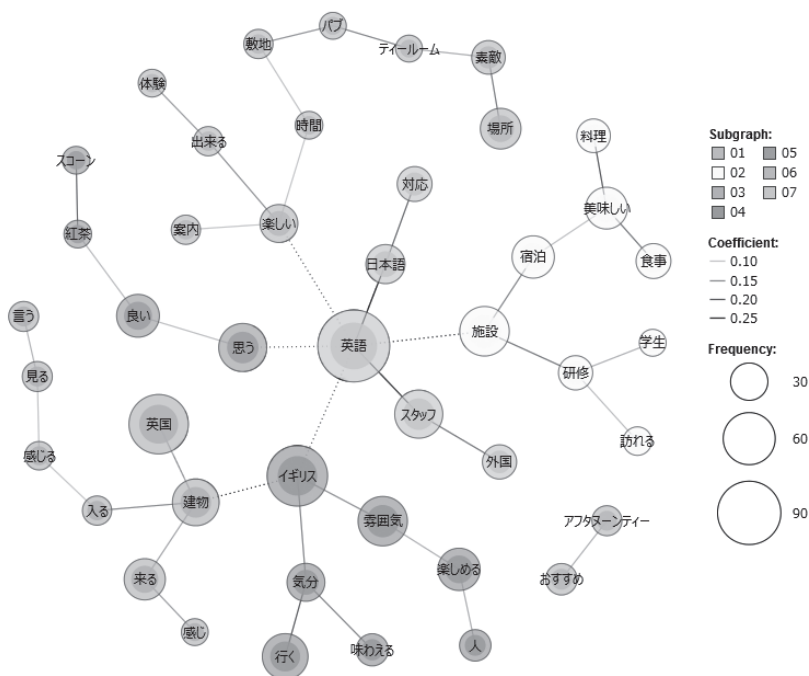 パブ
敷地
ティールーム
素敵
体験
時間
場所
出来る
料理
スコーン
対応
美味しい
案内
楽しい
紅茶
日本語
宿泊
食事
言う
良い
思う
英語
施設
学生
見る
研修
スタッフ
英国
訪れる
感じる
外国
イギリス
入る
建物
雰囲気
アフタヌーンティー
来る
気分
楽しめる
おすすめ
感じ
行く
味わえる
人
Subgraph:
01 05
02 06
03 07
04
Coefficient:
0.10
0.15
0.20
0.25
Frequency:
30
60
90